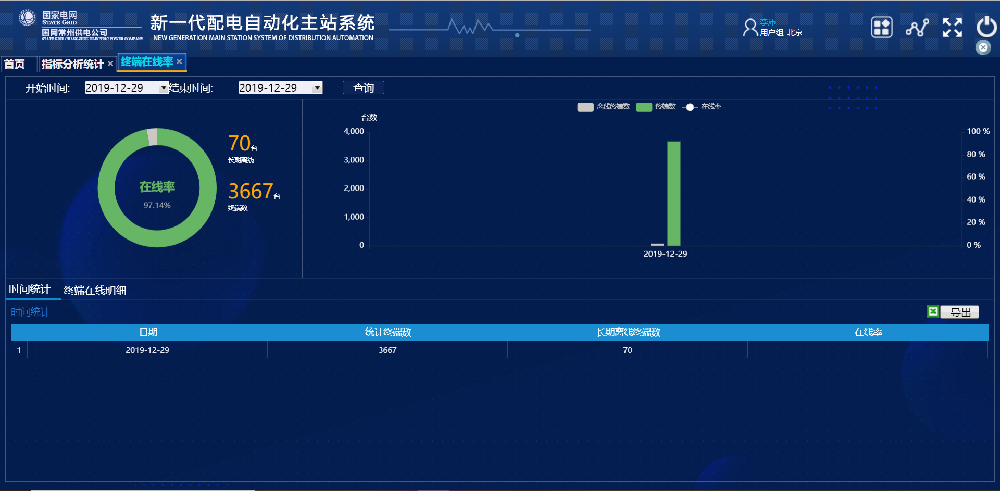 国家电网
STATE GRID
国网常州供电公司
STATE GRID CHANGZHOU ELECTRIC POWER COMPANY
新一代配电自动化主站系统
NEW GENERATION MAIN STATION SYSTEM OF DISTRIBUTION AUTOMATION
李沛
用户组-北京
首页
指标分析统计
终端在线率
开始时间: 2019-12-29 结束时间: 2019-12-29 查询
在线率
97.14%
70台
长期离线
3667台
终端数
离线终端数 终端数 在线率
台数
4,000
3,000
2,000
1,000
0
100 %
80 %
60 %
40 %
20 %
0 %
2019-12-29
时间统计 终端在线明细
时间统计
导出
日期 统计终端数 长期离线终端数 在线率
1 2019-12-29 3667 70